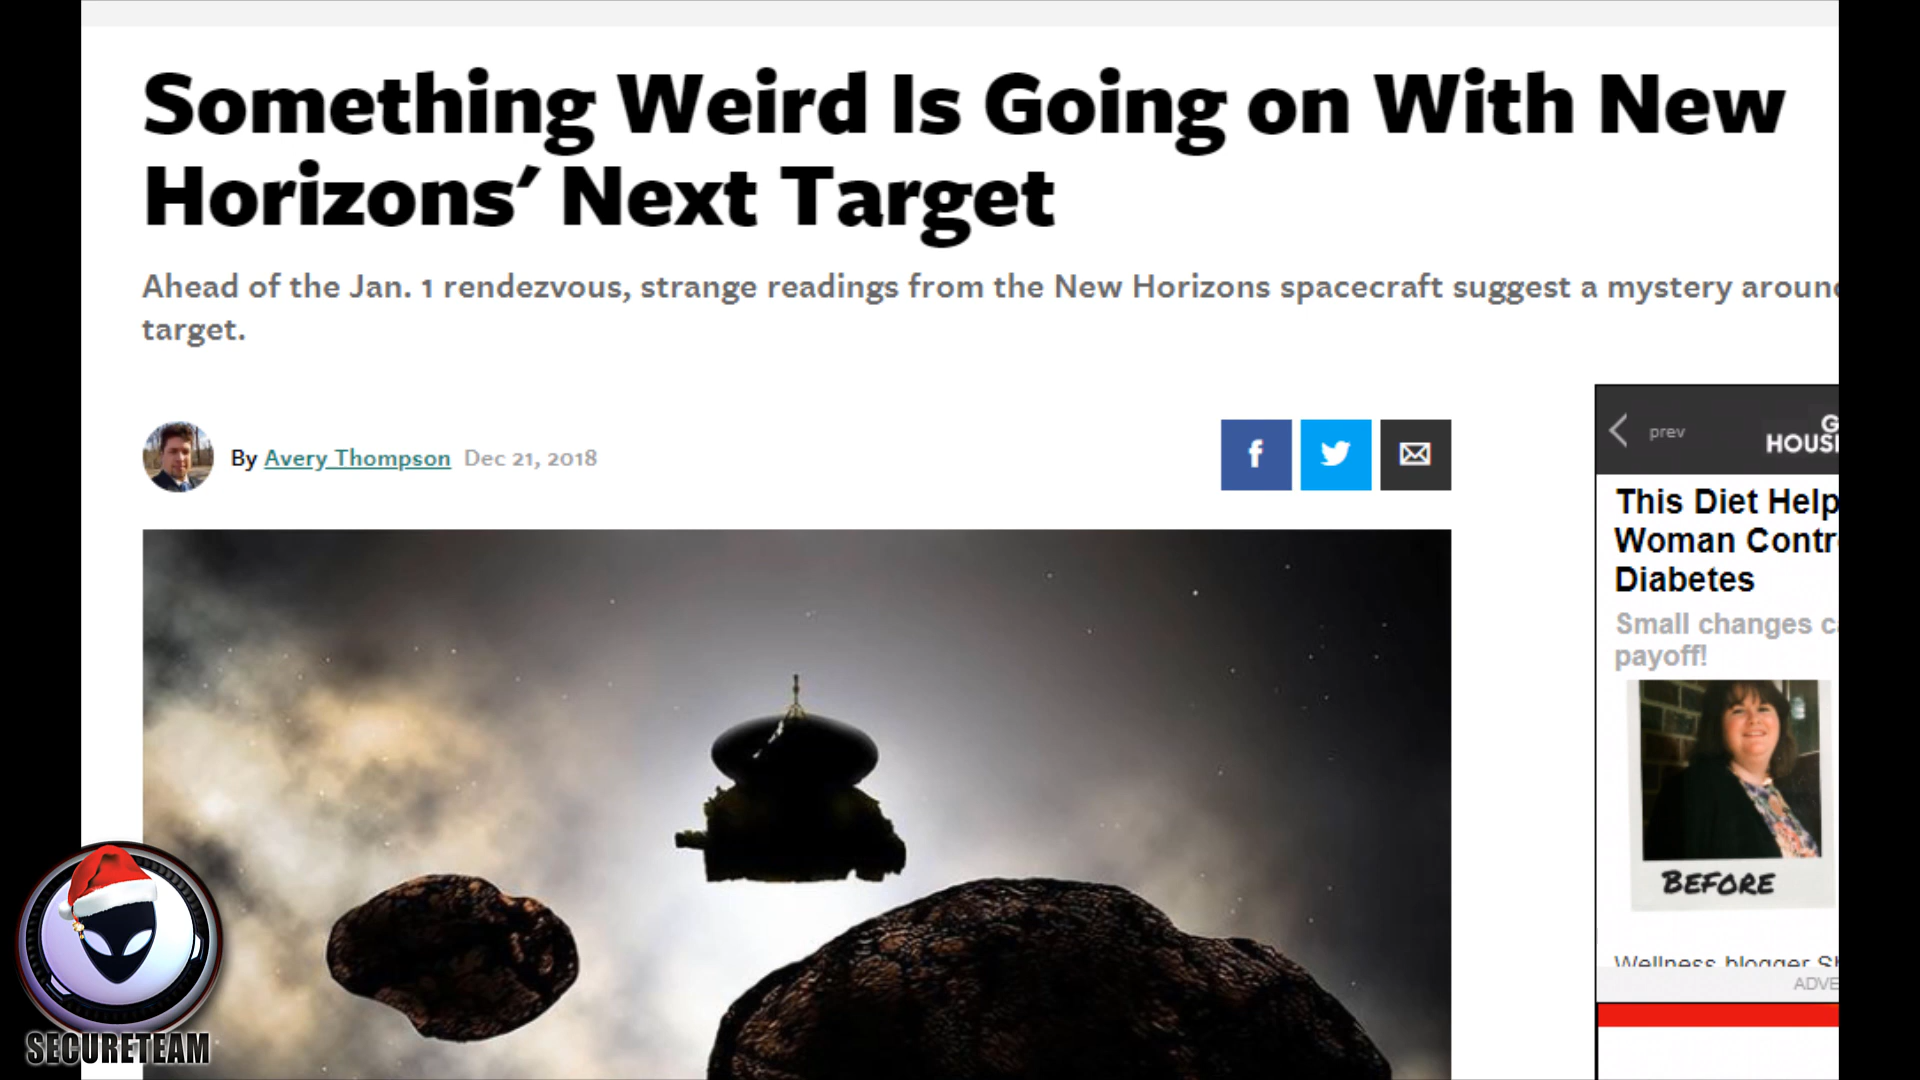 Something Weird Is Going on With New
Horizons' Next Target
Ahead of the Jan. 1 rendezvous, strange readings from the New Horizons spacecraft suggest a mystery
target.
By Avery Thompson Dec 21, 2018
prev
This Diet Help
Woman
Diabetes
Small changes
payoff!
BEFORE
Wellness blogger
SECURETEAM